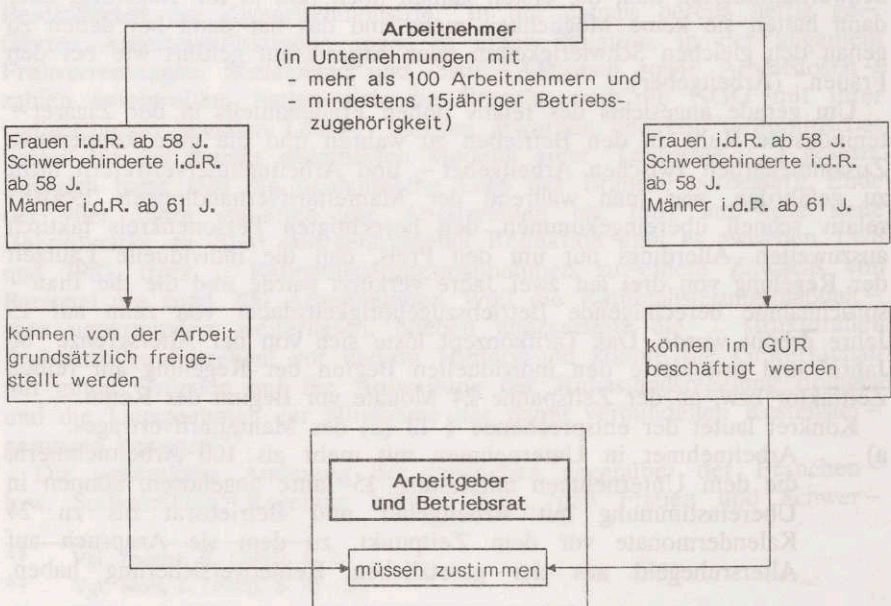 Arbeitnehmer
(in Unternehmungen mit
- mehr als 100 Arbeitnehmern und
- mindestens 15jähriger Betriebs-
zugehörigkeit)
Frauen i.d.R. ab 58 J.
Schwerbehinderte i.d.R.
ab 58 J.
Männer i.d.R. ab 61 J.
Frauen i.d.R. ab 58 J.
Schwerbehinderte i.d.R.
ab 58 J.
Männer i.d.R. ab 61 J.
können von der Arbeit
grundsätzlich freige-
stellt werden
können im GÜR
beschäftigt werden
Arbeitgeber
und Betriebsrat
müssen zustimmen